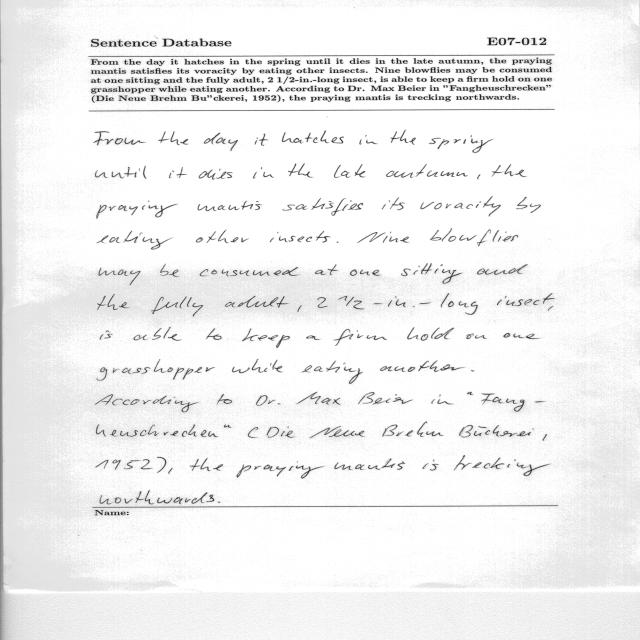 Sentence Database E07-012
From the day it hatches in the spring until it dies in the late autumn, the praying
mantis satisfies its voracity by eating other insects. Nine blowflies may be consumed
at one sitting and the fully adult, 2 1/2-in.-long insect, is able to keep a firm hold on one
grasshopper while eating another. According to Dr. Max Beier in "Fangheuschrecken"
(Die Neue Brehm Bu"ckerei, 1952), the praying mantis is trecking northwards.
From the day it hatches in the spring
until it dies in the late autumn, the
praying mantis satisfies its voracity by
eating other insects. Nine blowflies
may be consumed at one sitting and
the fully adult, 2 1/2-in.-long insect,
is able to keep a firm hold on one
grasshopper while eating another.
According to Dr. Max Beier in "Fang-
heuschrecken" (Die Neue Brehm Bücherei,
1952), the praying mantis is trecking
northwards.
Name: